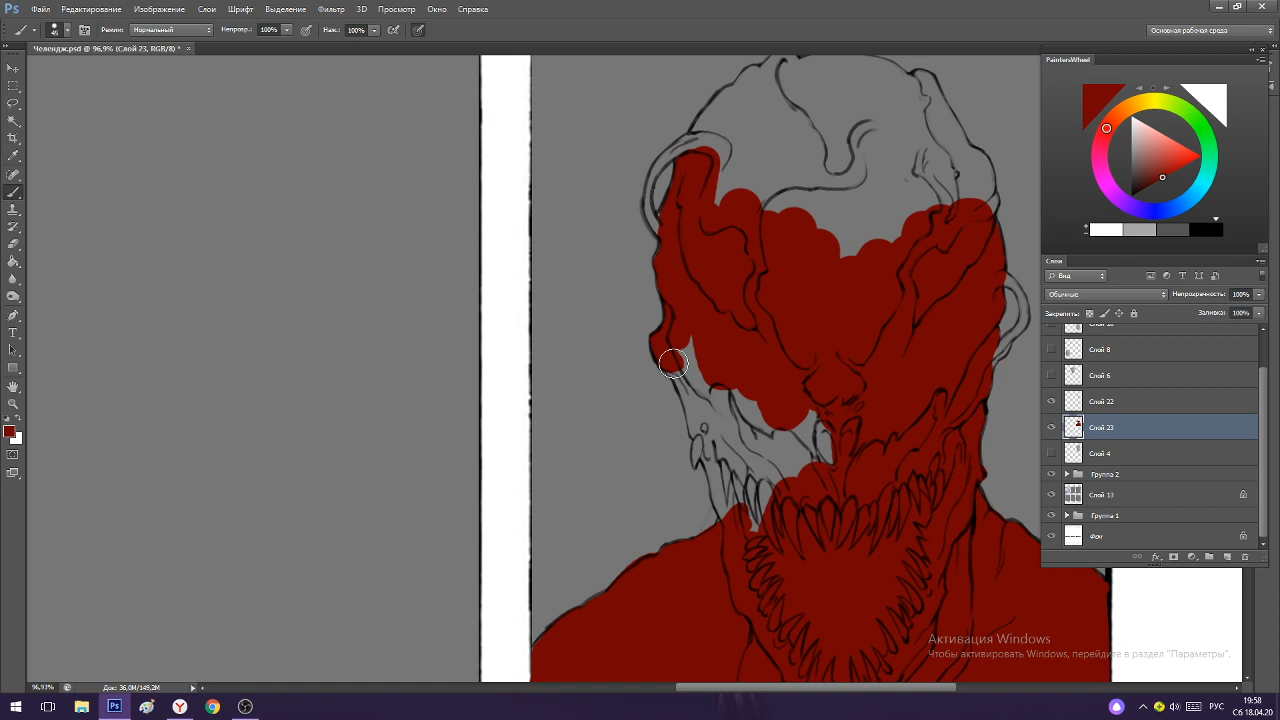 Ps
Файл Редактирование Изображение Слои Шрифт Выделение Фильтр 3D Просмотр Окно Справка
45 Режим: Нормальный Непрозр.: 100% Наж.: 100% Основная рабочая среда
Челендж.psd @ 96,9% (Слой 23, RGB/8) *
PaintersWheel
Слои
Вид
Обычные Непрозрачность: 100%
Закрепить: Заливка: 100%
Слой 8
Слой 6
Слой 22
Слой 23
Слой 4
Группа 2
Слой 13
Группа 1
Фон
Активация Windows
Чтобы активировать Windows, перейдите в раздел "Параметры".
96,93% Док: 36,0M/149,2M
19:58
РУС
Сб 18.04.20